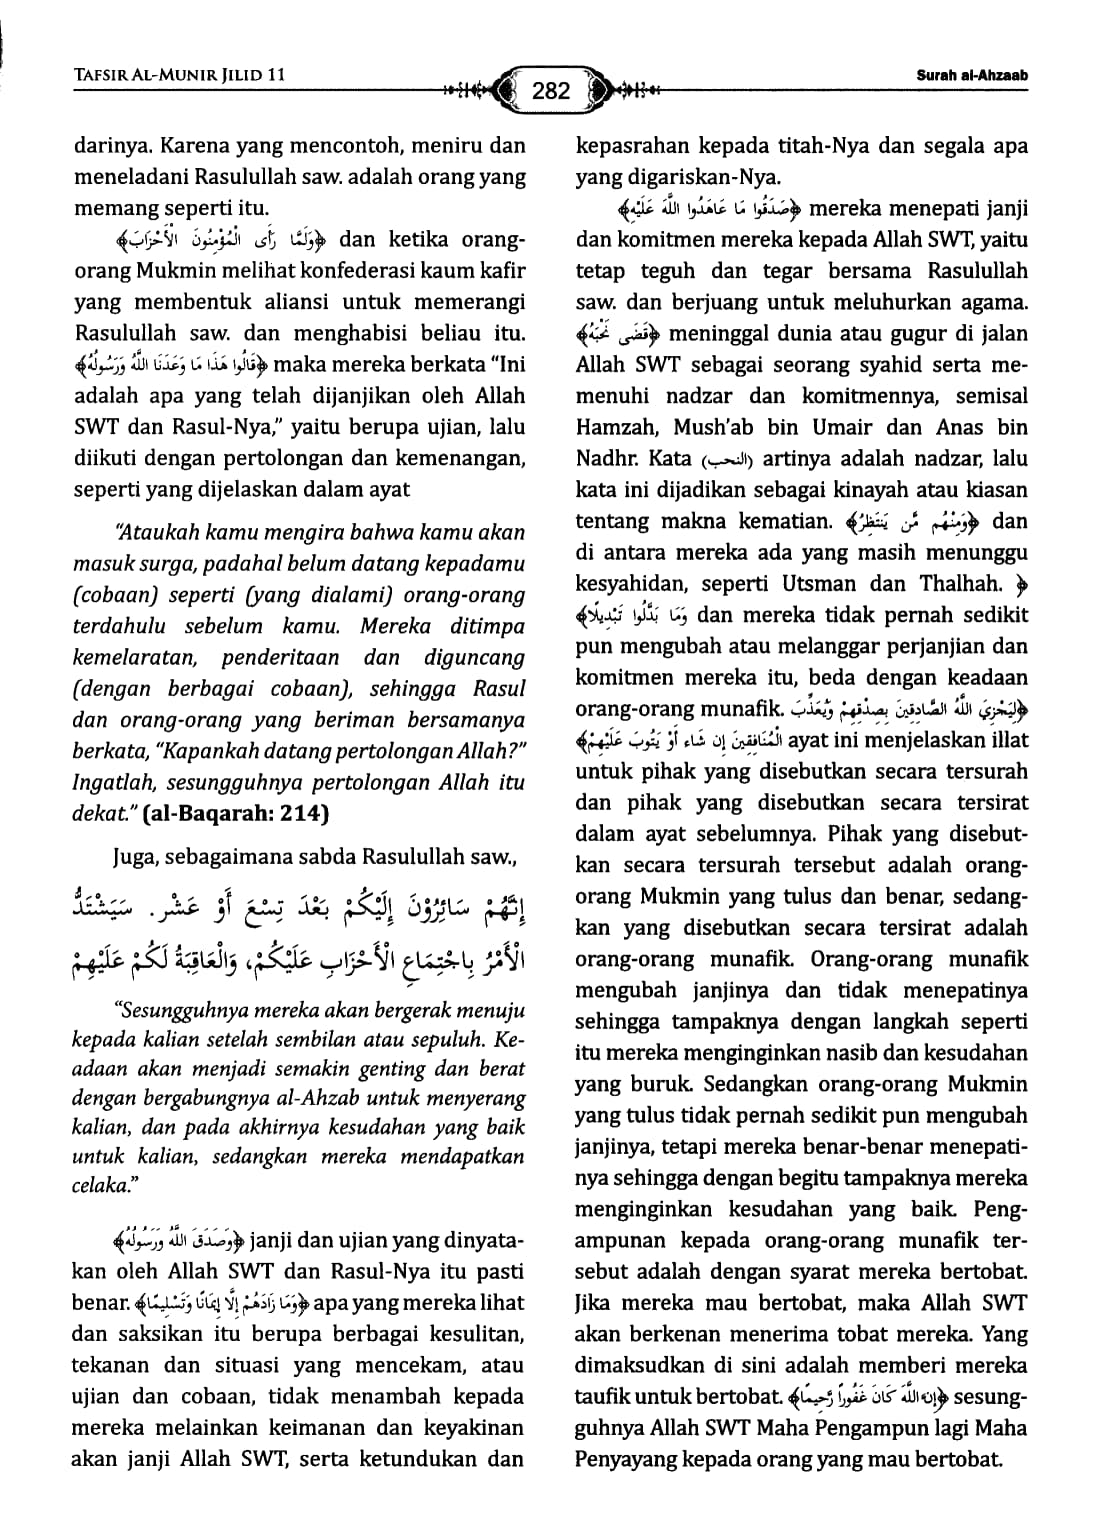 TAFSIR AL-MUNIR JILID 11
282
Surah al-Ahzaab
darinya. Karena yang mencontoh, meniru dan
meneladani Rasulullah saw. adalah orang yang
memang seperti itu.
﴿وَلَمَّا رَأَى الْمُؤْمِنُونَ الْأَحْزَابَ﴾ dan ketika orang-
orang Mukmin melihat konfederasi kaum kafir
yang membentuk aliansi untuk memerangi
Rasulullah saw. dan menghabisi beliau itu.
﴿قَالُوا هَذَا مَا وَعَدَنَا اللَّهُ وَرَسُولُهُ﴾ maka mereka berkata “Ini
adalah apa yang telah dijanjikan oleh Allah
SWT dan Rasul-Nya,” yaitu berupa ujian, lalu
diikuti dengan pertolongan dan kemenangan,
seperti yang dijelaskan dalam ayat
“Ataukah kamu mengira bahwa kamu akan
masuk surga, padahal belum datang kepadamu
(cobaan) seperti (yang dialami) orang-orang
terdahulu sebelum kamu. Mereka ditimpa
kemelaratan, penderitaan dan diguncang
(dengan berbagai cobaan), sehingga Rasul
dan orang-orang yang beriman bersamanya
berkata, “Kapankah datang pertolongan Allah?”
Ingatlah, sesungguhnya pertolongan Allah itu
dekat.” (al-Baqarah: 214)
Juga, sebagaimana sabda Rasulullah saw.,
إِنَّهُمْ سَائِرُوْنَ إِلَيْكُمْ بَعْدَ تِسْعٍ أَوْ عَشْرٍ. سَيَشْتَدُّ
الْأَمْرُ بِاجْتِمَاعِ الْأَحْزَابِ عَلَيْكُمْ، وَالْعَاقِبَةُ لَكُمْ عَلَيْهِمْ
“Sesungguhnya mereka akan bergerak menuju
kepada kalian setelah sembilan atau sepuluh. Ke-
adaan akan menjadi semakin genting dan berat
dengan bergabungnya al-Ahzab untuk menyerang
kalian, dan pada akhirnya kesudahan yang baik
untuk kalian, sedangkan mereka mendapatkan
celaka.”
﴿وَصَدَقَ اللَّهُ وَرَسُولُهُ﴾ janji dan ujian yang dinyata-
kan oleh Allah SWT dan Rasul-Nya itu pasti
benar. ﴿وَمَا زَادَهُمْ إِلَّا إِيمَانًا وَتَسْلِيمًا﴾ apa yang mereka lihat
dan saksikan itu berupa berbagai kesulitan,
tekanan dan situasi yang mencekam, atau
ujian dan cobaan, tidak menambah kepada
mereka melainkan keimanan dan keyakinan
akan janji Allah SWT, serta ketundukan dan
kepasrahan kepada titah-Nya dan segala apa
yang digariskan-Nya.
﴿صَدَقُوا مَا عَاهَدُوا اللَّهَ عَلَيْهِ﴾ mereka menepati janji
dan komitmen mereka kepada Allah SWT, yaitu
tetap teguh dan tegar bersama Rasulullah
saw. dan berjuang untuk meluhurkan agama.
﴿قَضَى نَحْبَهُ﴾ meninggal dunia atau gugur di jalan
Allah SWT sebagai seorang syahid serta me-
menuhi nadzar dan komitmennya, semisal
Hamzah, Mush’ab bin Umair dan Anas bin
Nadhr. Kata (النحب) artinya adalah nadzar, lalu
kata ini dijadikan sebagai kinayah atau kiasan
tentang makna kematian. ﴿وَمِنْهُم مَّن يَنتَظِرُ﴾ dan
di antara mereka ada yang masih menunggu
kesyahidan, seperti Utsman dan Thalhah. ﴿
وَمَا بَدَّلُوا تَبْدِيلًا﴾ dan mereka tidak pernah sedikit
pun mengubah atau melanggar perjanjian dan
komitmen mereka itu, beda dengan keadaan
orang-orang munafik. ﴿لِيَجْزِيَ اللَّهُ الصَّادِقِينَ بِصِدْقِهِمْ وَيُعَذِّبَ
الْمُنَافِقِينَ إِن شَاءَ أَوْ يَتُوبَ عَلَيْهِمْ﴾ ayat ini menjelaskan illat
untuk pihak yang disebutkan secara tersurah
dan pihak yang disebutkan secara tersirat
dalam ayat sebelumnya. Pihak yang disebut-
kan secara tersurah tersebut adalah orang-
orang Mukmin yang tulus dan benar, sedang-
kan yang disebutkan secara tersirat adalah
orang-orang munafik. Orang-orang munafik
mengubah janjinya dan tidak menepatinya
sehingga tampaknya dengan langkah seperti
itu mereka menginginkan nasib dan kesudahan
yang buruk. Sedangkan orang-orang Mukmin
yang tulus tidak pernah sedikit pun mengubah
janjinya, tetapi mereka benar-benar menepati-
nya sehingga dengan begitu tampaknya mereka
menginginkan kesudahan yang baik. Peng-
ampunan kepada orang-orang munafik ter-
sebut adalah dengan syarat mereka bertobat.
Jika mereka mau bertobat, maka Allah SWT
akan berkenan menerima tobat mereka. Yang
dimaksudkan di sini adalah memberi mereka
taufik untuk bertobat. ﴿إِنَّ اللَّهَ كَانَ غَفُوراً رَّحِيمًا﴾ sesung-
guhnya Allah SWT Maha Pengampun lagi Maha
Penyayang kepada orang yang mau bertobat.